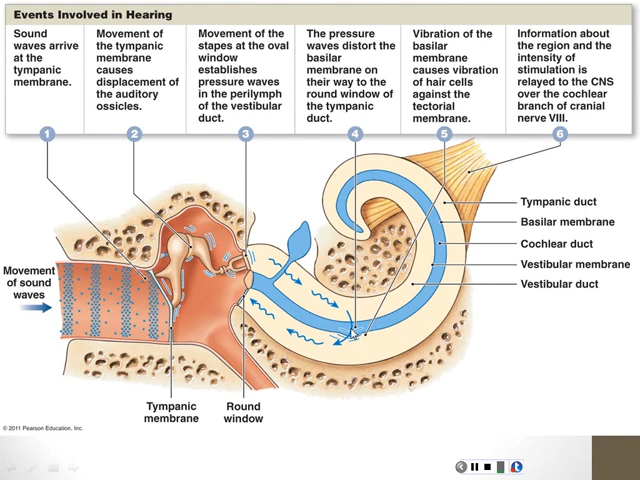 Events Involved in Hearing
Sound
waves arrive
at the
tympanic
membrane.
Movement of
the tympanic
membrane
causes
displacement of
the auditory
ossicles.
Movement of the
stapes at the oval
window
establishes
pressure waves
in the perilymph
of the vestibular
duct.
The pressure
waves distort the
basilar
membrane on
their way to the
round window of
the tympanic
duct.
Vibration of the
basilar
membrane
causes vibration
of hair cells
against the
tectorial
membrane.
Information about
the region and the
intensity of
stimulation is
relayed to the CNS
over the cochlear
branch of cranial
nerve VIII.
1
2
3
4
5
6
Tympanic duct
Basilar membrane
Cochlear duct
Vestibular membrane
Vestibular duct
Movement
of sound
waves
Tympanic
membrane
Round
window
© 2011 Pearson Education, Inc.